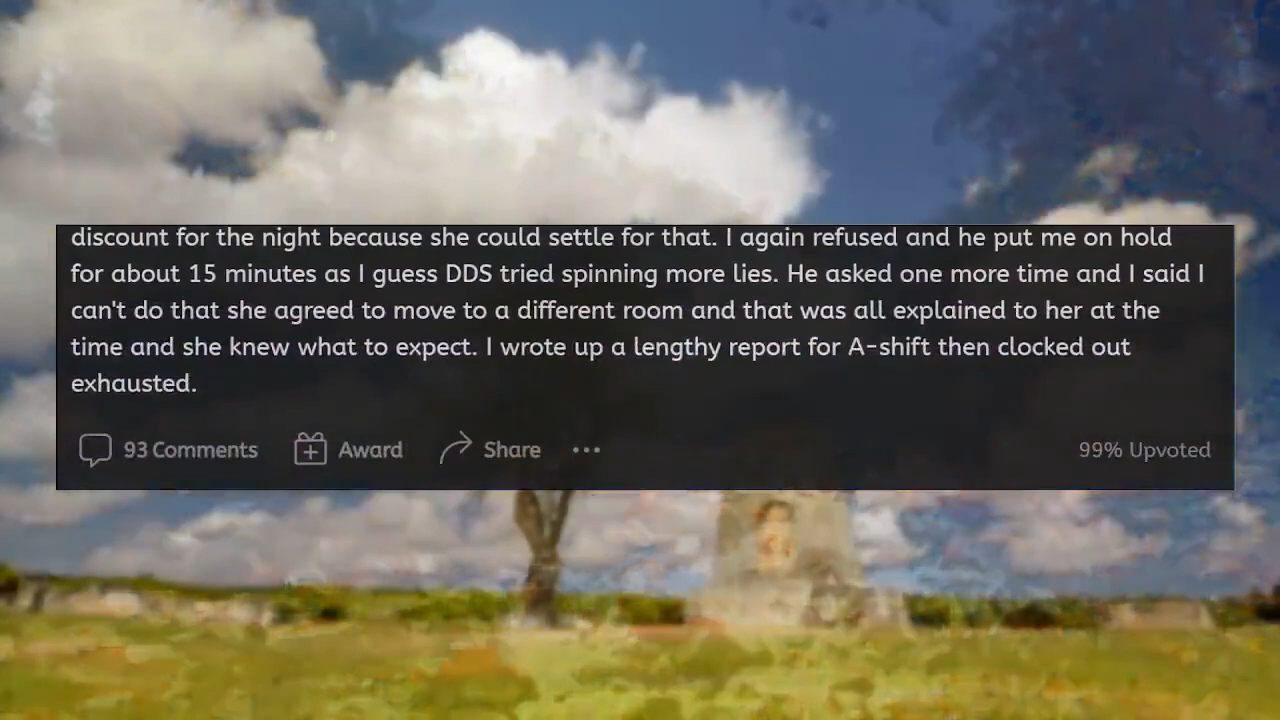 discount for the night because she could settle for that. I again refused and he put me on hold
for about 15 minutes as I guess DDS tried spinning more lies. He asked one more time and I said I
can't do that she agreed to move to a different room and that was all explained to her at the
time and she knew what to expect. I wrote up a lengthy report for A-shift then clocked out
exhausted.
93 Comments Award Share 99% Upvoted